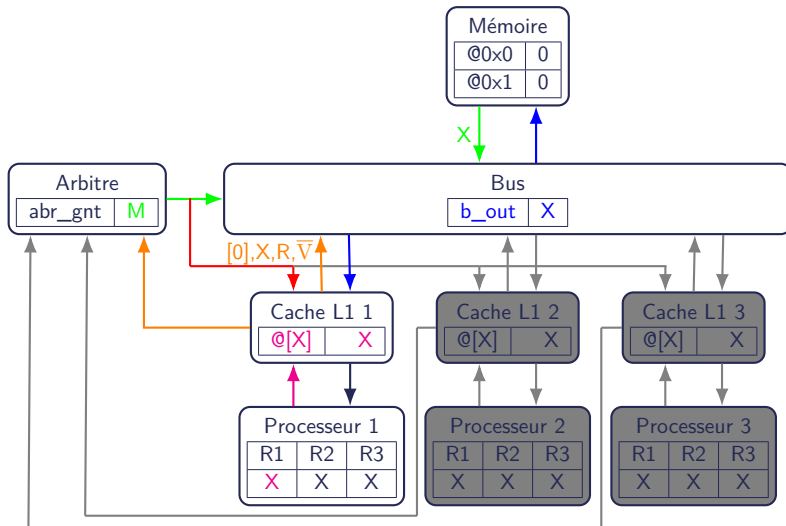 Mémoire
@0x0 0
@0x1 0
X
Arbitre
abr_gnt M
Bus
b_out X
[0],X,R,V̅
Cache L1 1
@[X] X
Cache L1 2
@[X] X
Cache L1 3
@[X] X
Processeur 1
R1 R2 R3
X X X
Processeur 2
R1 R2 R3
X X X
Processeur 3
R1 R2 R3
X X X